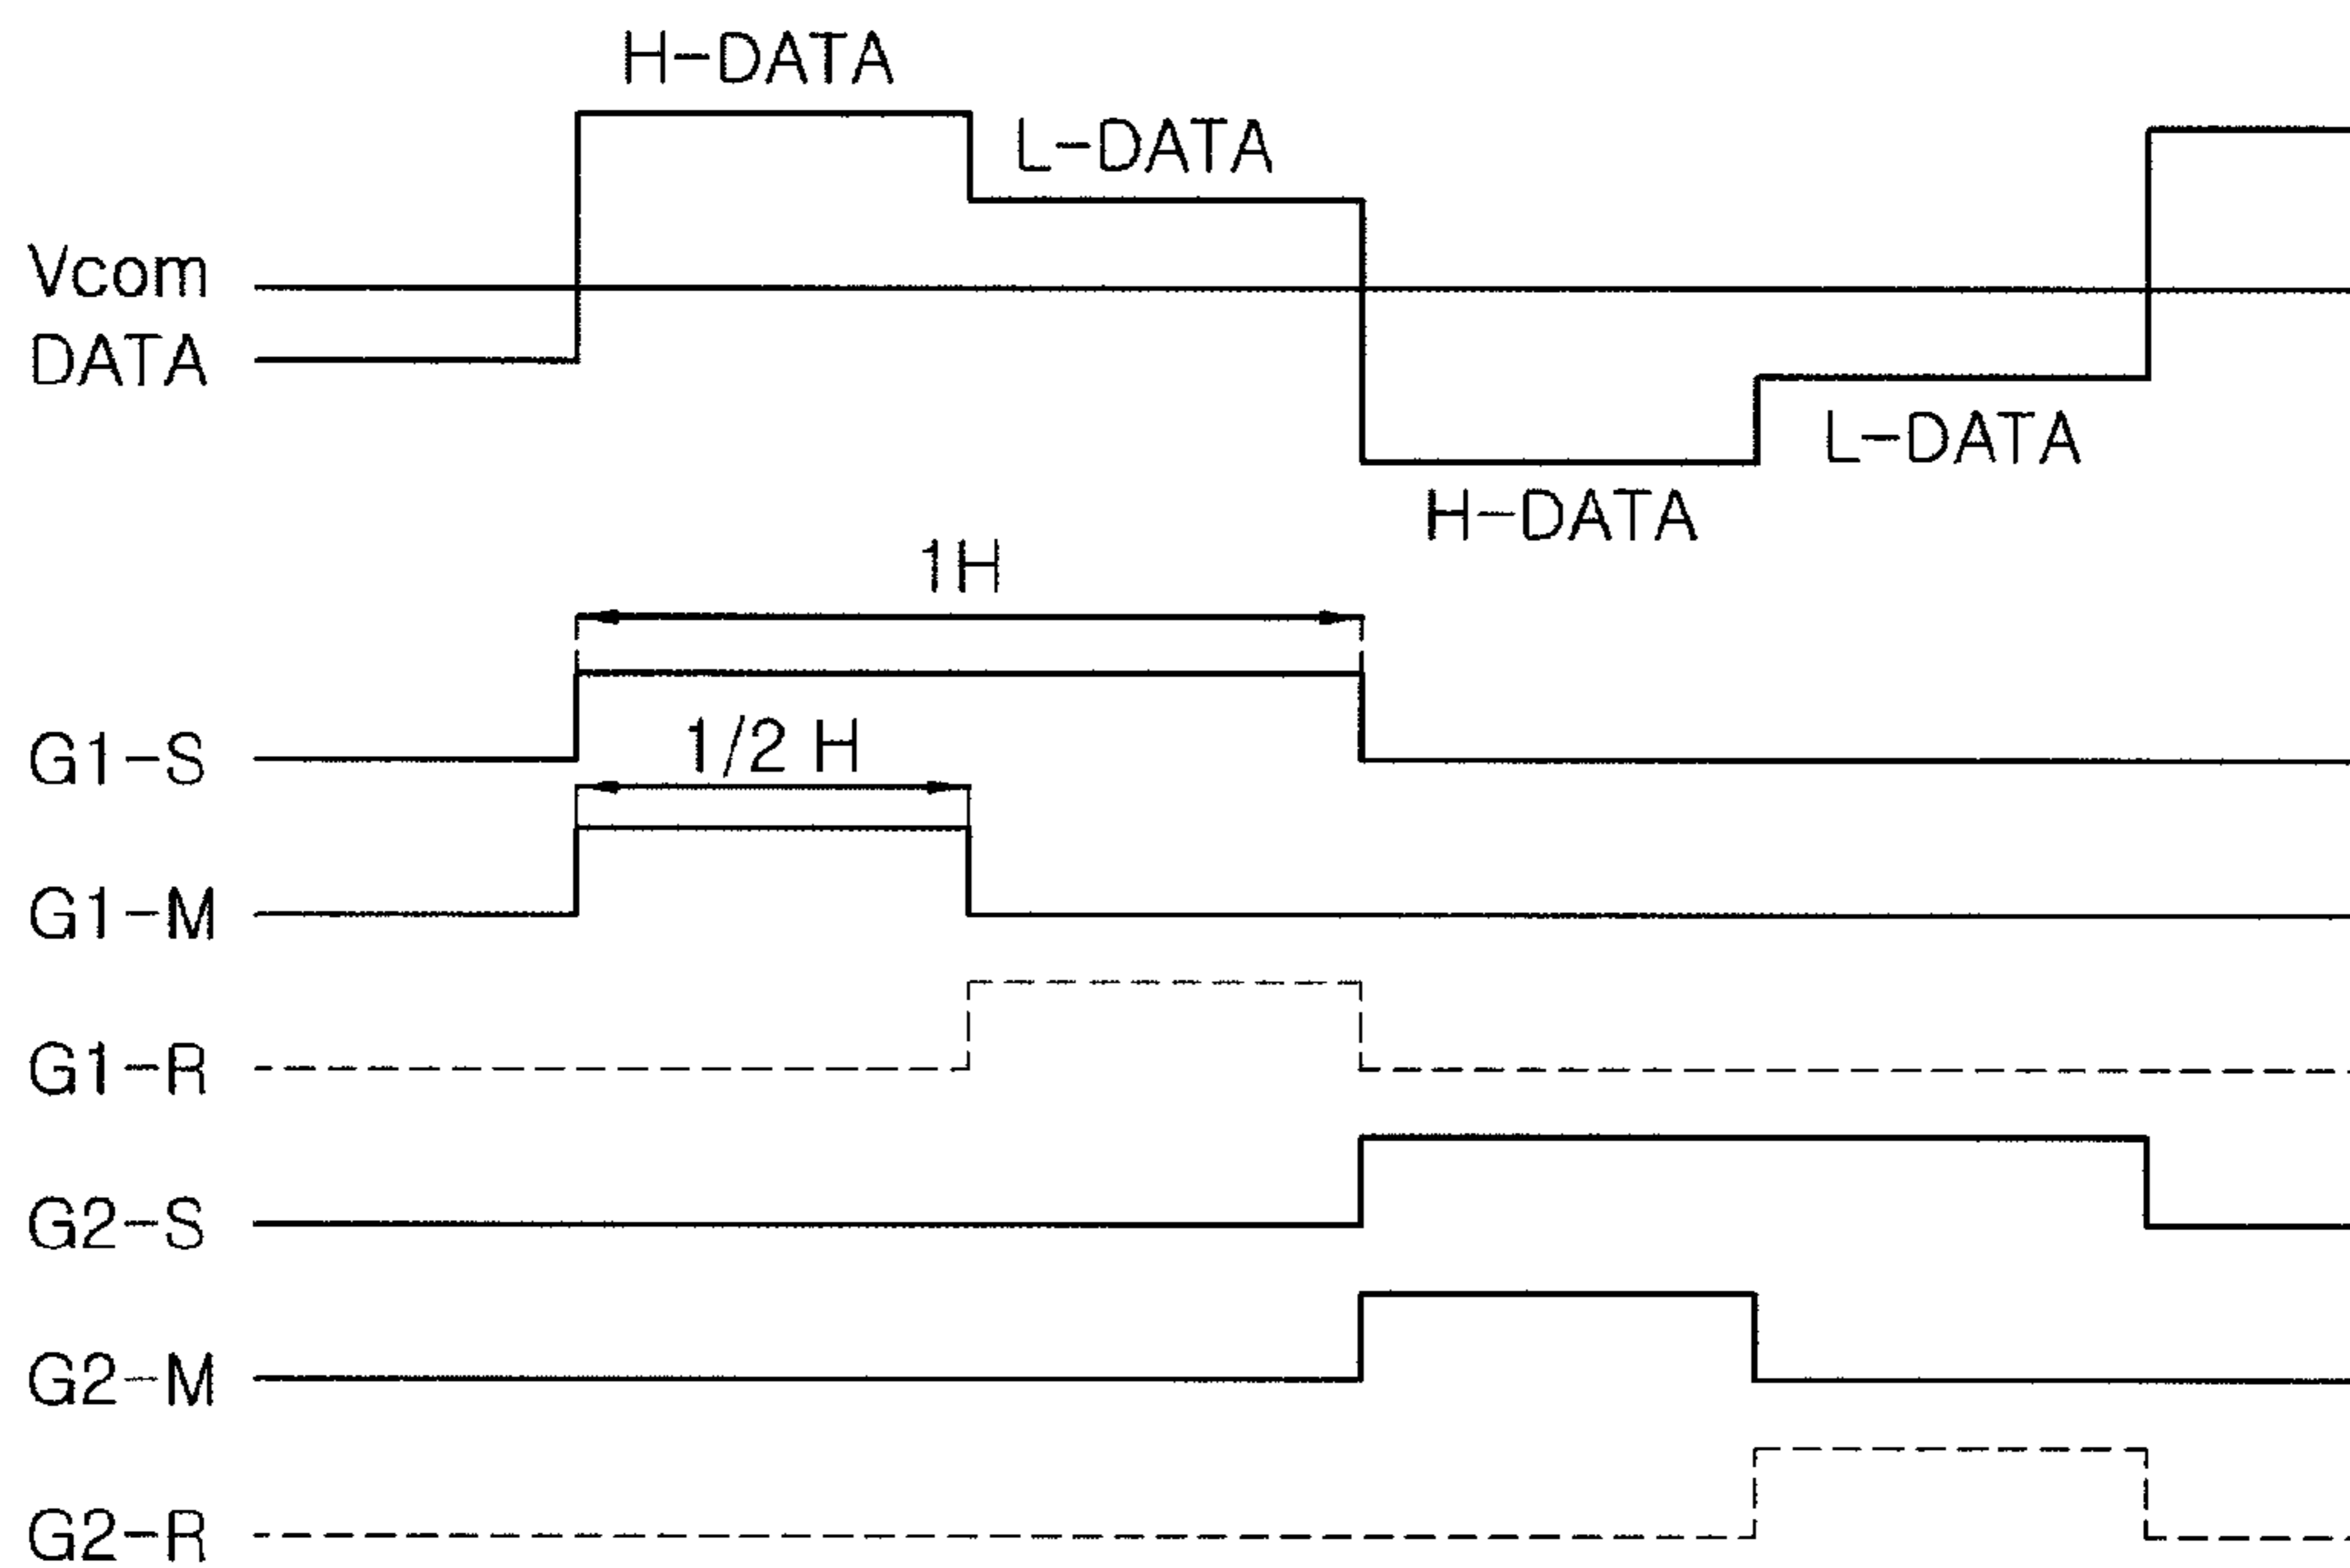 H-DATA
L-DATA
Vcom
DATA
L-DATA
H-DATA
1H
G1-S
1/2 H
G1-M
G1-R
G2-S
G2-M
G2-R